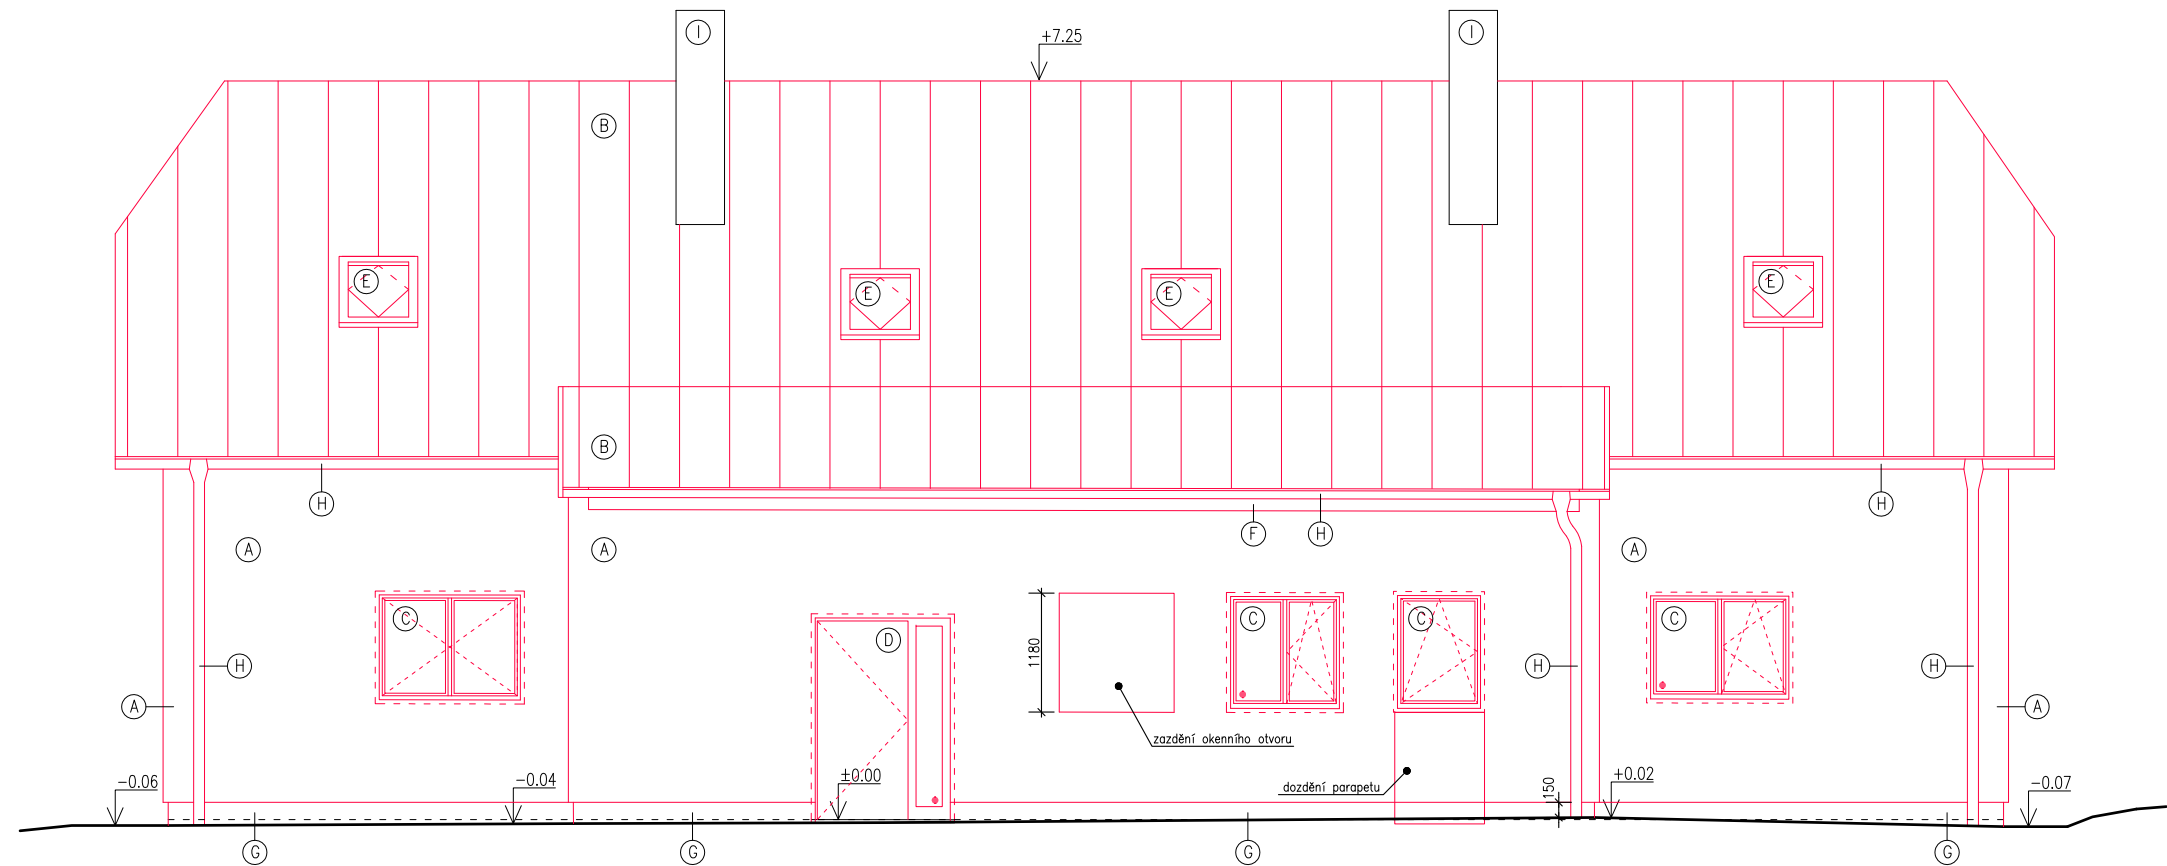 I
I
+7.25
B
E
E
E
E
B
H
F
H
H
A
A
A
C
D
C
C
C
1180
H
H
H
A
A
zazdění okenního otvoru
dozdění parapetu
-0.06
-0.04
±0.00
150
+0.02
-0.07
G
G
G
G